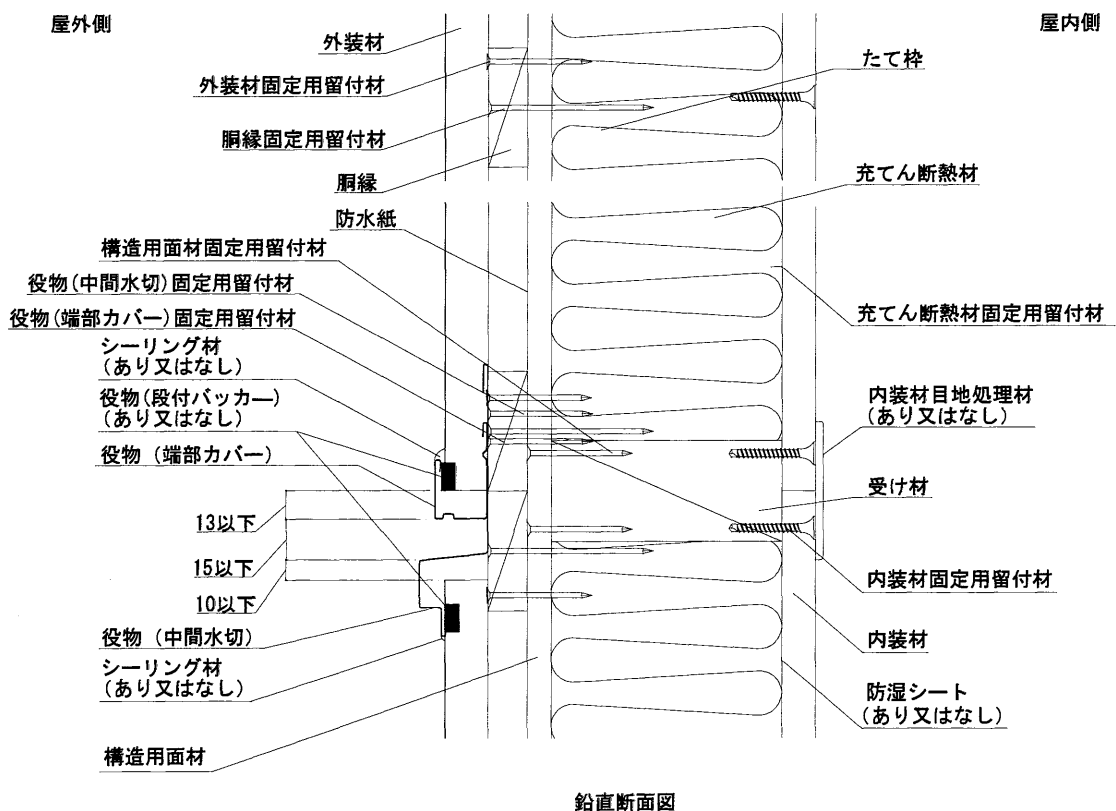 屋外側
屋内側
外装材
外装材固定用留付材
胴縁固定用留付材
胴縁
防水紙
構造用面材固定用留付材
役物(中間水切)固定用留付材
役物(端部カバー)固定用留付材
シーリング材
(あり又はなし)
役物(段付バッカー)
(あり又はなし)
役物(端部カバー)
13以下
15以下
10以下
役物(中間水切)
シーリング材
(あり又はなし)
構造用面材
たて枠
充てん断熱材
充てん断熱材固定用留付材
内装材目地処理材
(あり又はなし)
受け材
内装材固定用留付材
内装材
防湿シート
(あり又はなし)
鉛直断面図